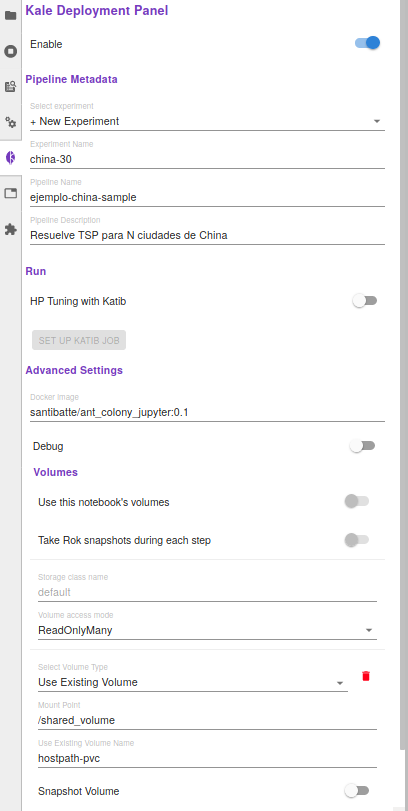 Kale Deployment Panel
Enable
Pipeline Metadata
Select experiment
+ New Experiment
Experiment Name
china-30
Pipeline Name
ejemplo-china-sample
Pipeline Description
Resuelve TSP para N ciudades de China
Run
HP Tuning with Katib
SET UP KATIB JOB
Advanced Settings
Docker image
santibatte/ant_colony_jupyter:0.1
Debug
Volumes
Use this notebook's volumes
Take Rok snapshots during each step
Storage class name
default
Volume access mode
ReadOnlyMany
Select Volume Type
Use Existing Volume
Mount Point
/shared_volume
Use Existing Volume Name
hostpath-pvc
Snapshot Volume